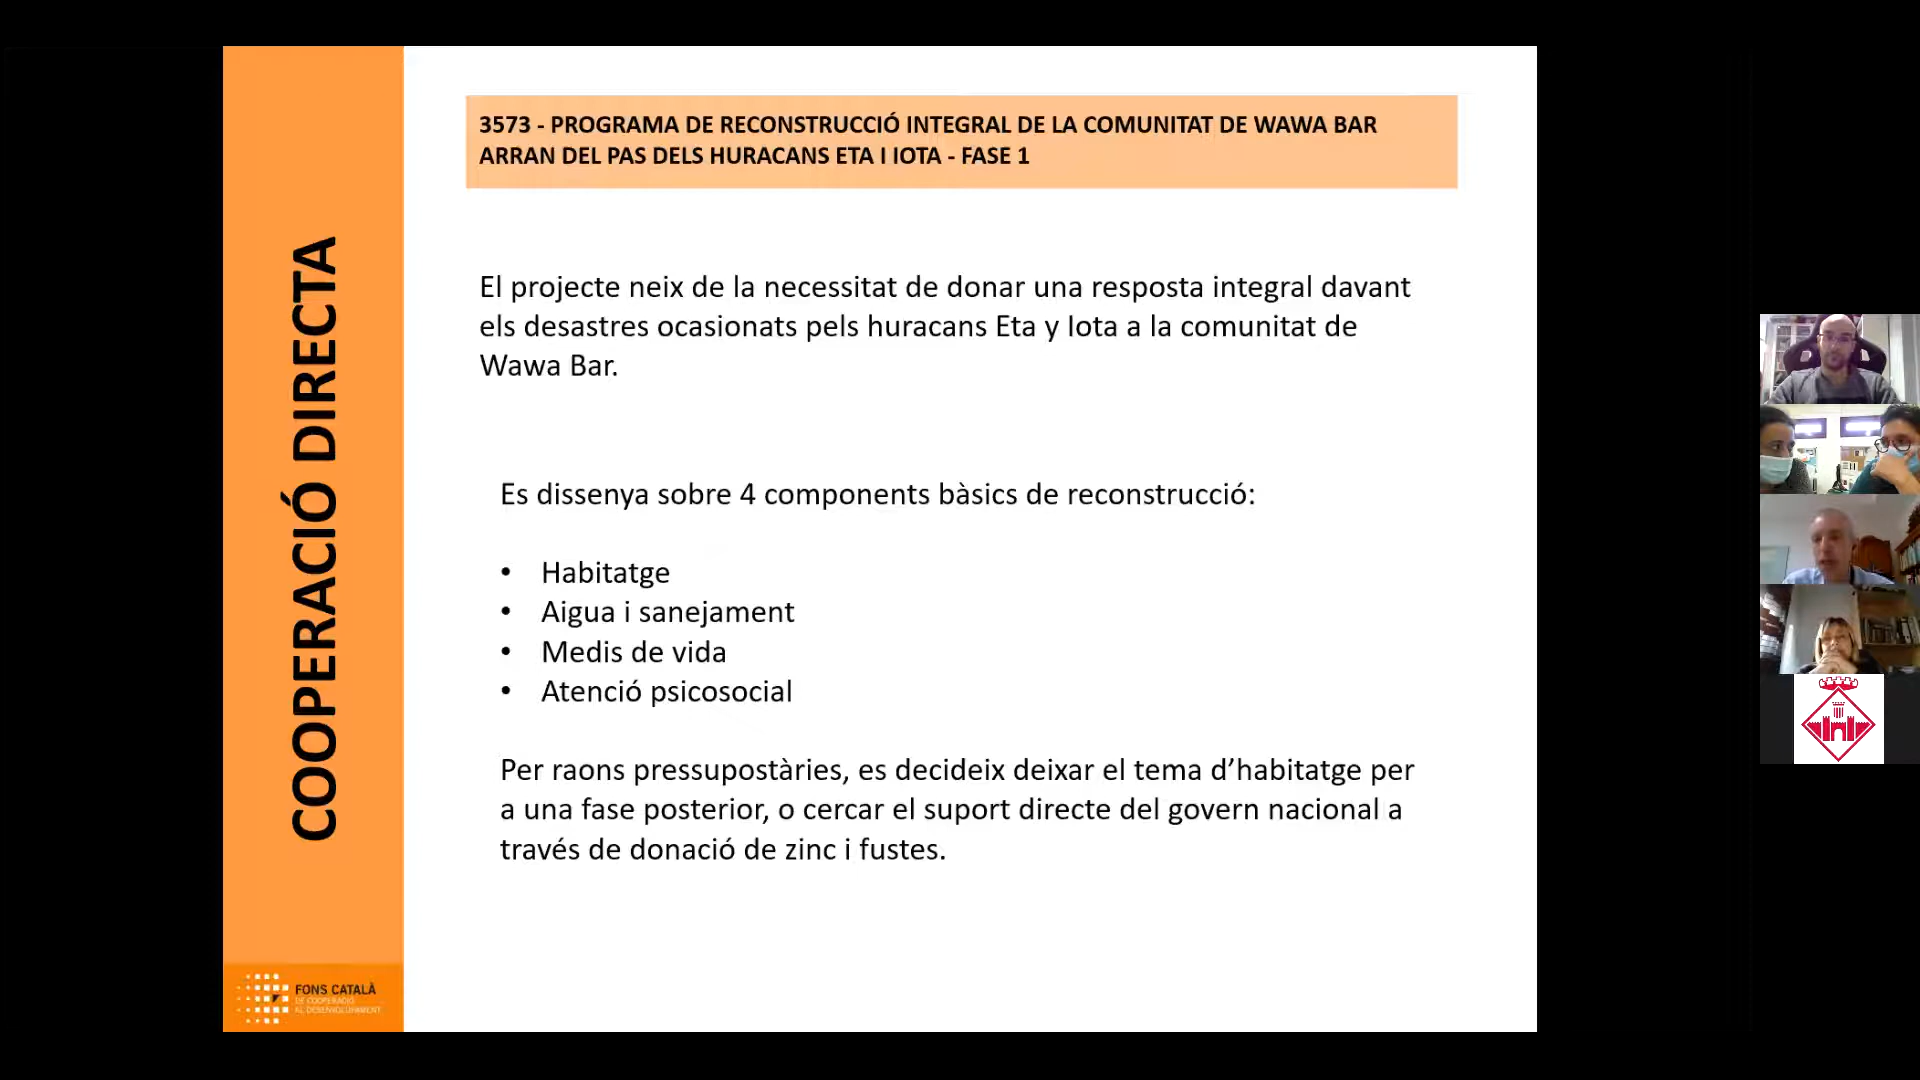 3573 - PROGRAMA DE RECONSTRUCCIÓ INTEGRAL DE LA COMUNITAT DE WAWA BAR
ARRAN DEL PAS DELS HURACANS ETA I IOTA - FASE 1
El projecte neix de la necessitat de donar una resposta integral davant
els desastres ocasionats pels huracans Eta y Iota a la comunitat de
Wawa Bar.
Es dissenya sobre 4 components bàsics de reconstrucció:
• Habitatge
• Aigua i sanejament
• Medis de vida
• Atenció psicosocial
Per raons pressupostàries, es decideix deixar el tema d’habitatge per
a una fase posterior, o cercar el suport directe del govern nacional a
través de donació de zinc i fustes.
COOPERACIÓ DIRECTA
FONS CATALÀ
DE COOPERACIÓ
AL DESENVOLUPAMENT